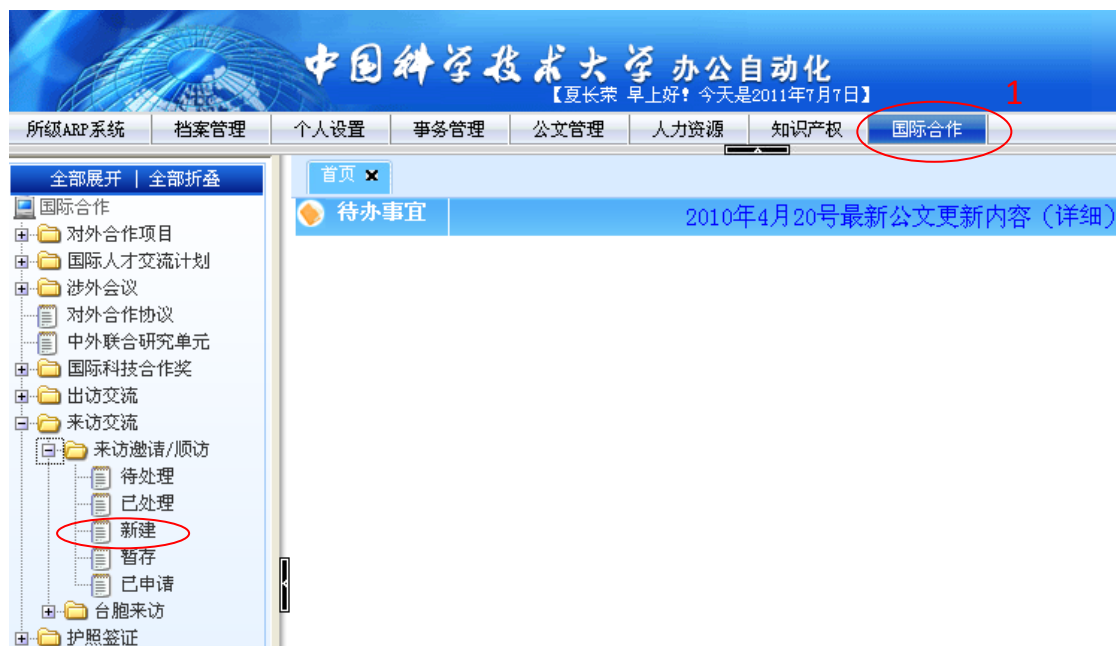 中国科学技术大学 办公自动化
【夏长荣 早上好！今天是2011年7月7日】
1
所级ARP系统 档案管理 个人设置 事务管理 公文管理 人力资源 知识产权 国际合作
全部展开 | 全部折叠
首页
国际合作
待办事宜 2010年4月20号最新公文更新内容（详细）
对外合作项目
国际人才交流计划
涉外会议
对外合作协议
中外联合研究单元
国际科技合作奖
出访交流
来访交流
来访邀请/顺访
待处理
已处理
新建
暂存
已申请
台胞来访
护照签证